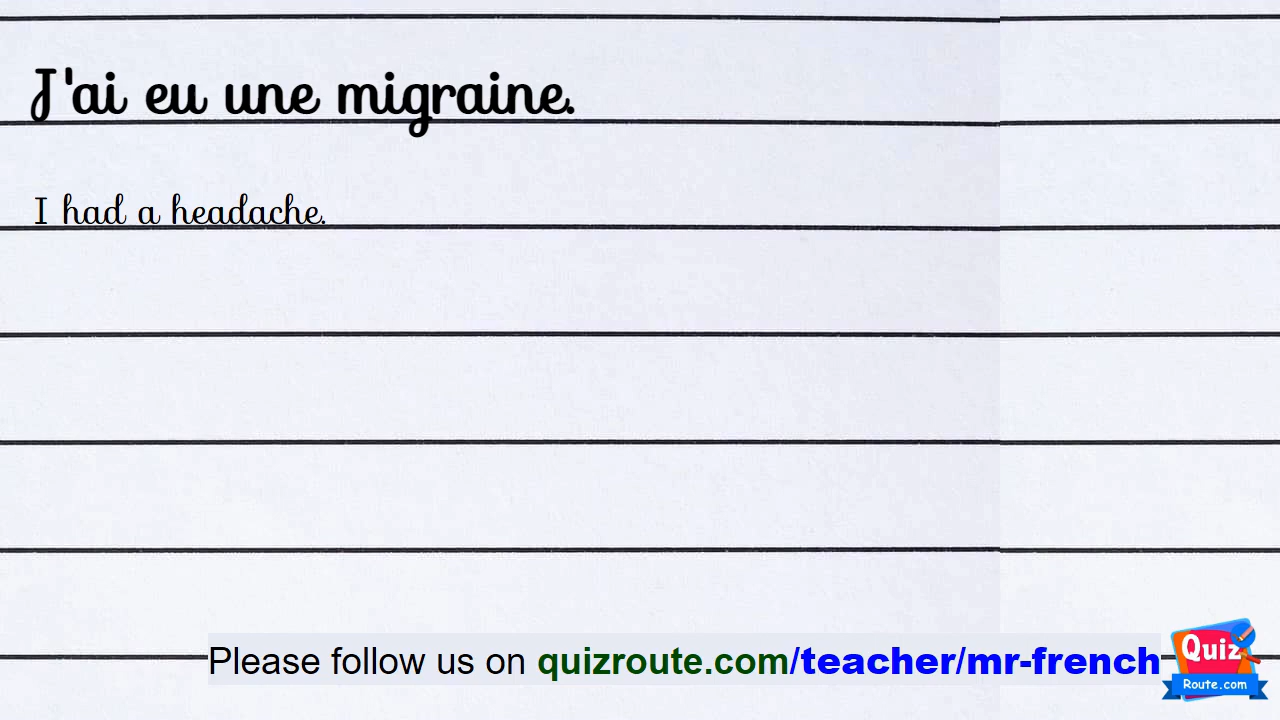 J'ai eu une migraine.
I had a headache.
Please follow us on quizroute.com/teacher/mr-french
Quiz
Route.com